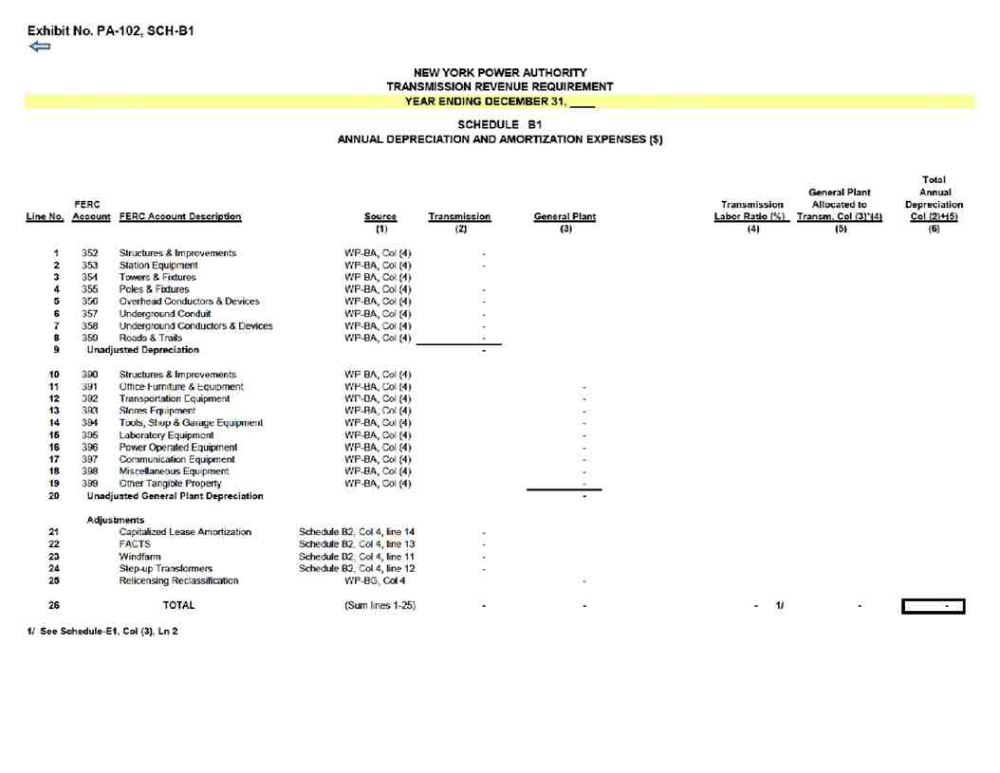 Exhibit No. PA-102, SCH-B1
NEW YORK POWER AUTHORITY
TRANSMISSION REVENUE REQUIREMENT
YEAR ENDING DECEMBER 31, ____
SCHEDULE B1
ANNUAL DEPRECIATION AND AMORTIZATION EXPENSES ($)
Total
General Plant Annual
FERC Transmission Allocated to Depreciation
Line No. Account FERC Account Description Source Transmission General Plant Labor Ratio (%) Transm. Col (3)*(4) Col (2)+(5)
(1) (2) (3) (4) (5) (6)
1 352 Structures & Improvements WP-BA, Col (4) -
2 353 Station Equipment WP-BA, Col (4) -
3 354 Towers & Fixtures WP-BA, Col (4)
4 355 Poles & Fixtures WP-BA, Col (4) -
5 356 Overhead Conductors & Devices WP-BA, Col (4) -
6 357 Underground Conduit WP-BA, Col (4) -
7 358 Underground Conductors & Devices WP-BA, Col (4) -
8 359 Roads & Trails WP-BA, Col (4) -
9 Unadjusted Depreciation -
10 390 Structures & Improvements WP-BA, Col (4)
11 391 Office Furniture & Equipment WP-BA, Col (4) -
12 392 Transportation Equipment WP-BA, Col (4) -
13 393 Stores Equipment WP-BA, Col (4) -
14 394 Tools, Shop & Garage Equipment WP-BA, Col (4) -
15 395 Laboratory Equipment WP-BA, Col (4) -
16 396 Power Operated Equipment WP-BA, Col (4) -
17 397 Communication Equipment WP-BA, Col (4) -
18 398 Miscellaneous Equipment WP-BA, Col (4) -
19 399 Other Tangible Property WP-BA, Col (4) -
20 Unadjusted General Plant Depreciation -
Adjustments
21 Capitalized Lease Amortization Schedule B2, Col 4, line 14 -
22 FACTS Schedule B2, Col 4, line 13 -
23 Windfarm Schedule B2, Col 4, line 11 -
24 Step-up Transformers Schedule B2, Col 4, line 12 -
25 Relicensing Reclassification WP-BG, Col 4 -
26 TOTAL (Sum lines 1-25) - - - 1/ - -
1/ See Schedule-E1, Col (3), Ln 2